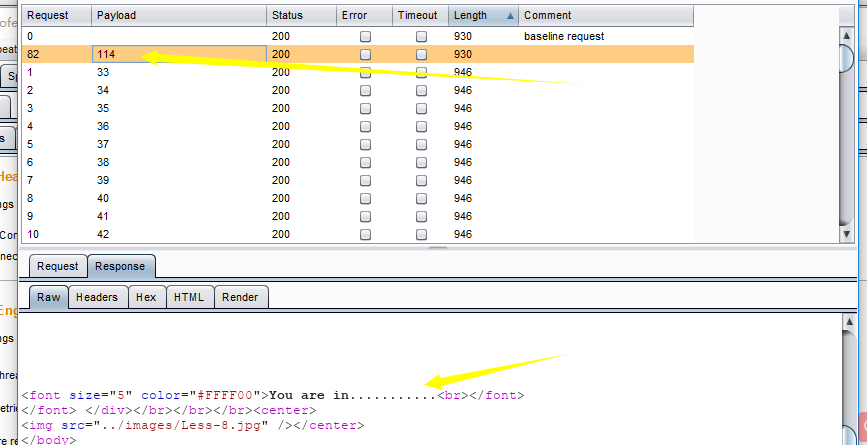 Request Payload Status Error Timeout Length Comment
0 200 930 baseline request
82 114 200 930
1 33 200 946
2 34 200 946
3 35 200 946
4 36 200 946
5 37 200 946
6 38 200 946
7 39 200 946
8 40 200 946
9 41 200 946
10 42 200 946
Request Response
Raw Headers Hex HTML Render
<font size="5" color="#FFFF00">You are in...........<br></font>
</font> </div></br></br></br><center>
<img src="../images/Less-8.jpg" /></center>
</body>